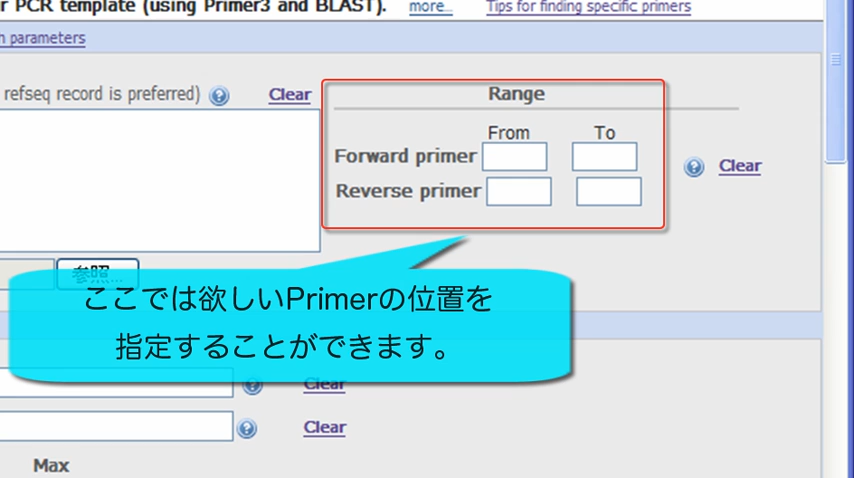 r PCR template (using Primer3 and BLAST). more... Tips for finding specific primers
n parameters
refseq record is preferred) Clear
Range
From To
Forward primer
Reverse primer
Clear
参照...
ここでは欲しいPrimerの位置を
指定することができます。
Clear
Clear
Max